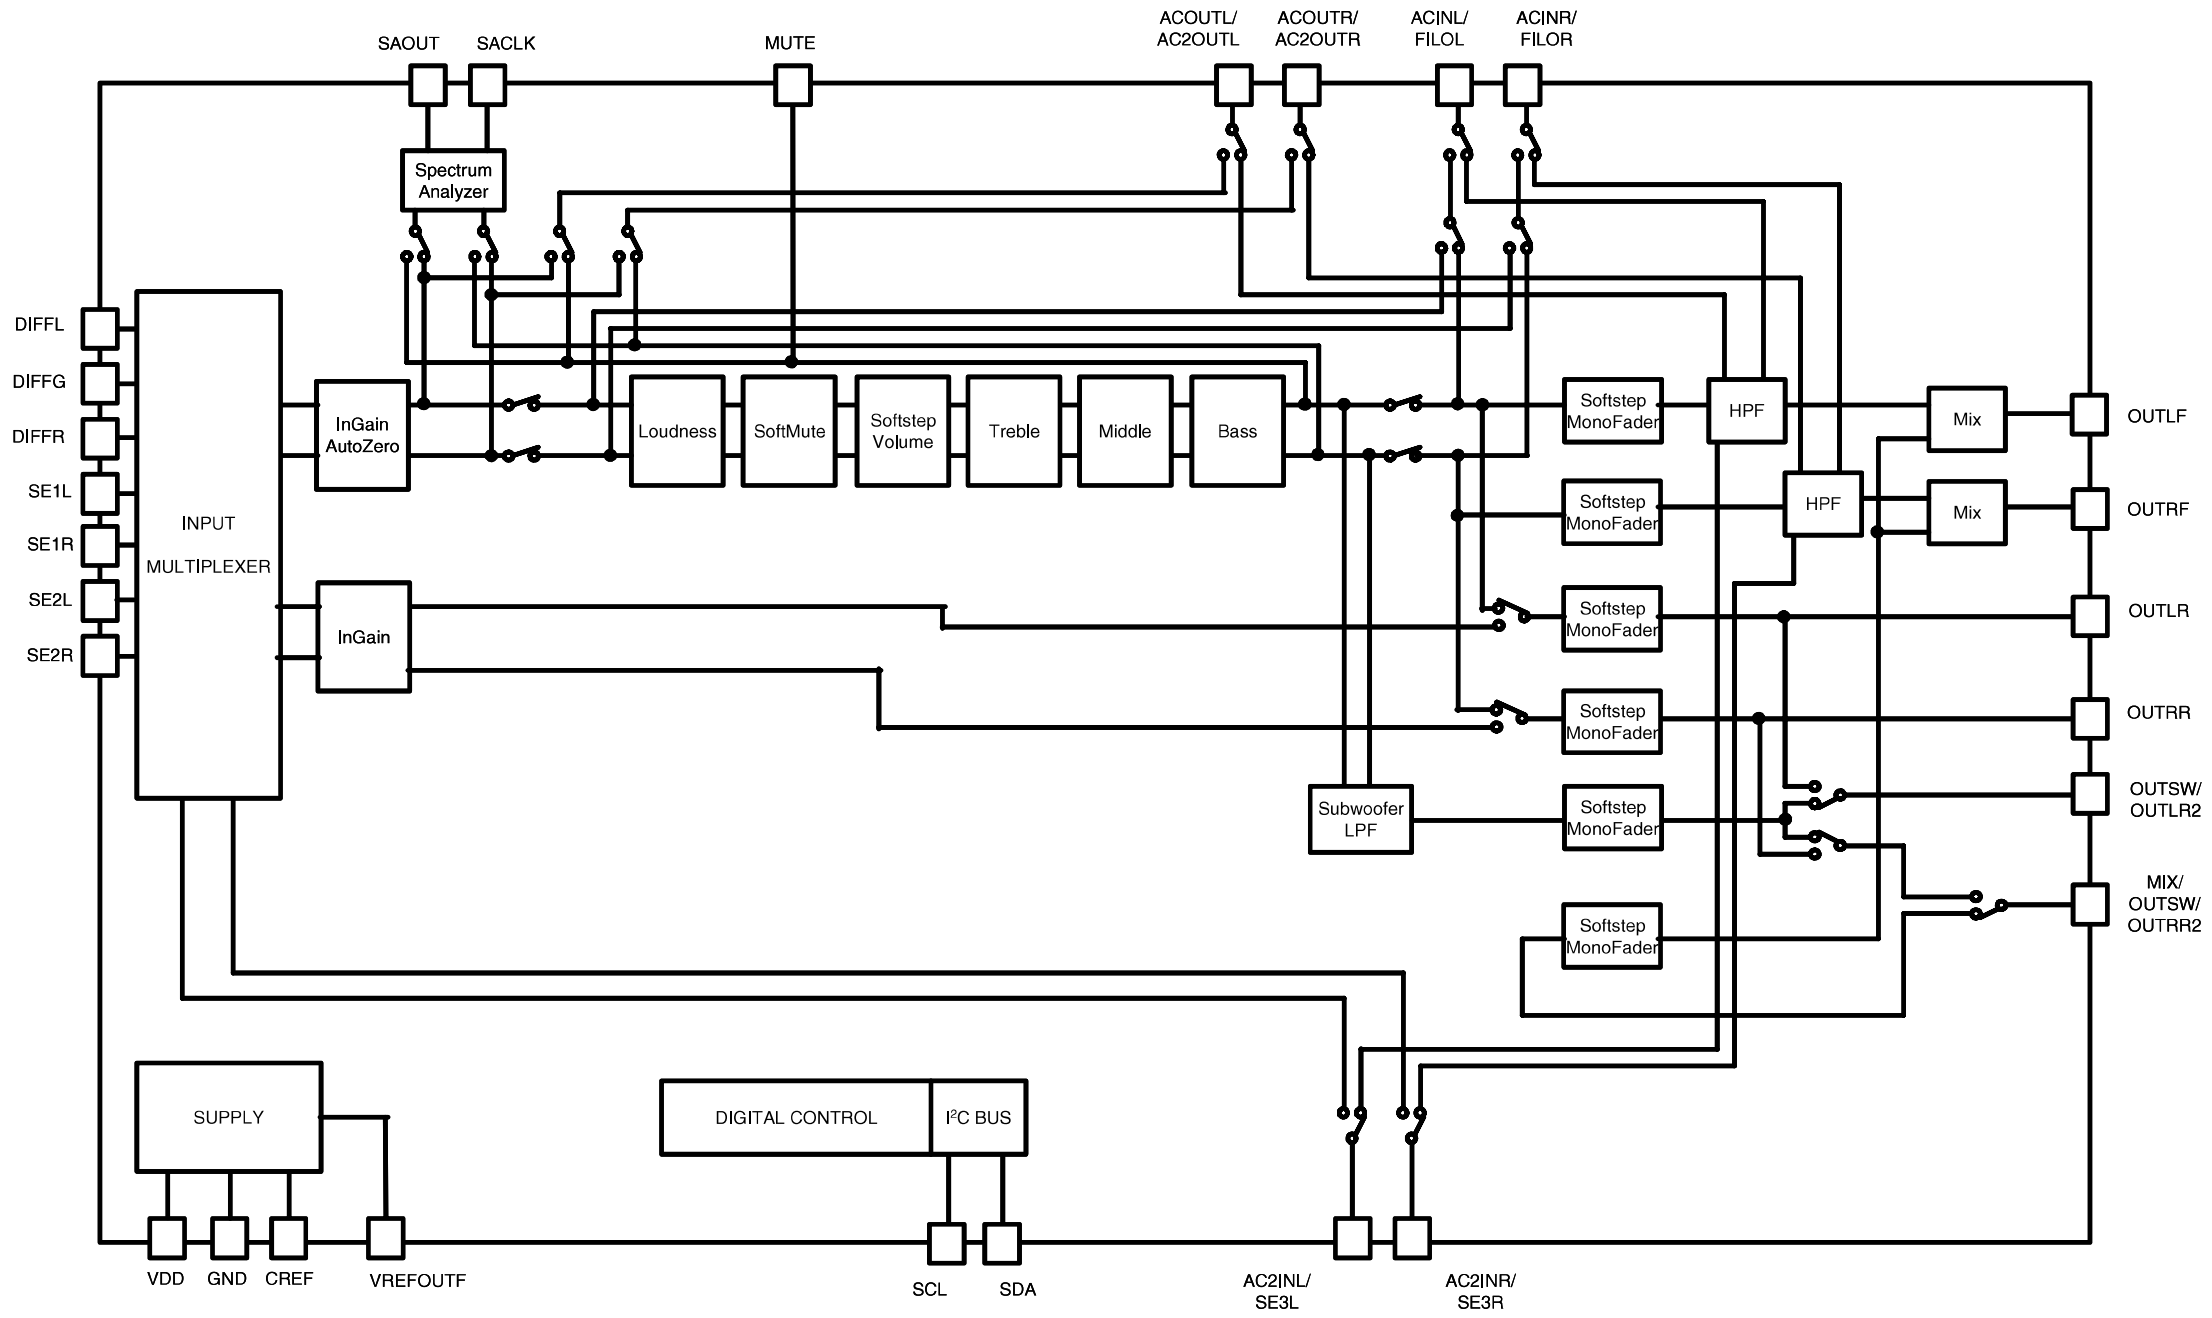 ACOUTL/
AC2OUTL
ACOUTR/
AC2OUTR
ACINL/
FILOL
ACINR/
FILOR
SAOUT
SACLK
MUTE
Spectrum
Analyzer
DIFFL
DIFFG
DIFFR
SE1L
SE1R
SE2L
SE2R
INPUT
MULTIPLEXER
InGain
AutoZero
InGain
Loudness
SoftMute
Softstep
Volume
Treble
Middle
Bass
Softstep
MonoFader
HPF
Mix
OUTLF
Softstep
MonoFader
HPF
Mix
OUTRF
Softstep
MonoFader
OUTLR
Softstep
MonoFader
OUTRR
Subwoofer
LPF
Softstep
MonoFader
OUTSW/
OUTLR2
Softstep
MonoFader
MIX/
OUTSW/
OUTRR2
SUPPLY
DIGITAL CONTROL
I²C BUS
VDD
GND
CREF
VREFOUTF
SCL
SDA
AC2INL/
SE3L
AC2INR/
SE3R